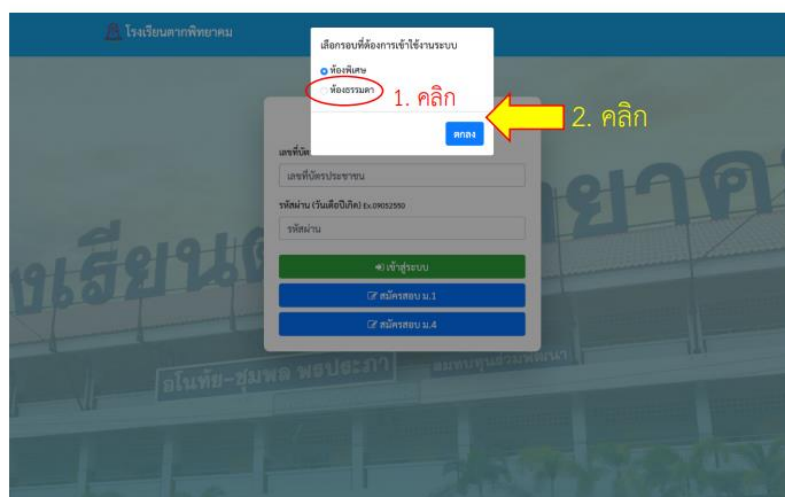 โรงเรียนตากพิทยาคม
เลือกรอบที่ต้องการเข้าใช้งานระบบ
ห้องพิเศษ
ห้องธรรมดา
1. คลิก
ตกลง
2. คลิก
เลขที่บัต
เลขที่บัตรประชาชน
รหัสผ่าน (วันเดือนปีเกิด) Ex.09052550
รหัสผ่าน
เข้าสู่ระบบ
สมัครสอบ ม.1
สมัครสอบ ม.4